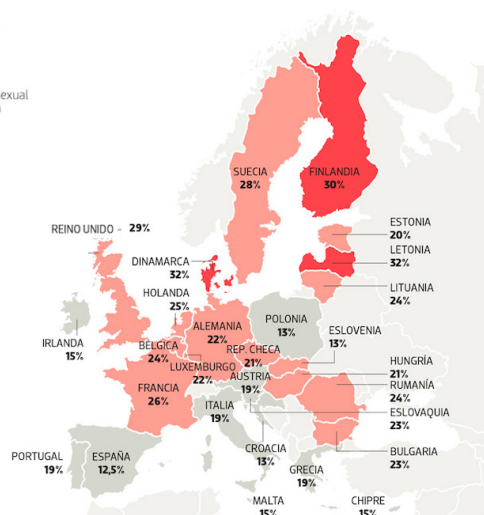 exual
SUECIA
28%
FINLANDIA
30%
REINO UNIDO - 29%
ESTONIA
20%
LETONIA
32%
DINAMARCA
32%
HOLANDA
25%
LITUANIA
24%
ALEMANIA
22%
POLONIA
13%
ESLOVENIA
13%
IRLANDA
15%
BELGICA
24%
REP. CHECA
21%
LUXEMBURGO
22%
AUSTRIA
19%
HUNGRÍA
21%
RUMANÍA
24%
FRANCIA
26%
ITALIA
19%
ESLOVAQUIA
23%
CROACIA
13%
BULGARIA
23%
PORTUGAL
19%
ESPAÑA
12,5%
GRECIA
19%
MALTA
15%
CHIPRE
15%